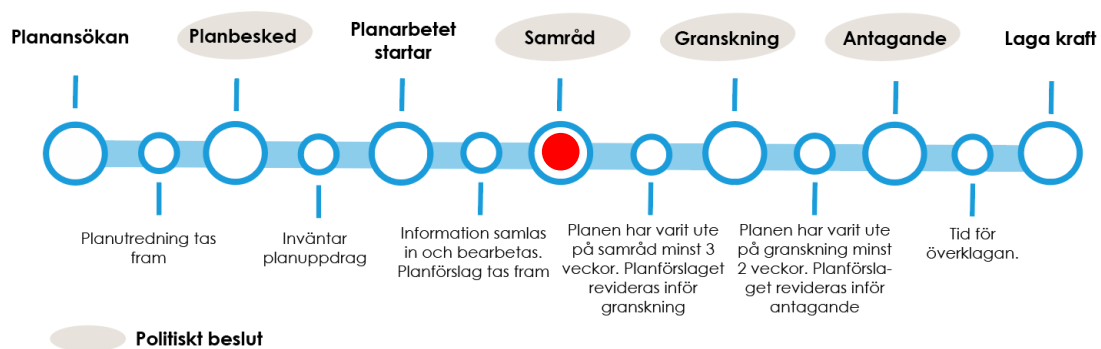 Planansökan
Planbesked
Planarbetet
startar
Samråd
Granskning
Antagande
Laga kraft
Planutredning tas
fram
Inväntar
planuppdrag
Information samlas
in och bearbetas.
Planförslag tas fram
Planen har varit ute
på samråd minst 3
veckor. Planförslaget
revideras inför
granskning
Planen har varit ute
på granskning minst
2 veckor. Planförsla-
get revideras inför
antagande
Tid för
överklagan.
Politiskt beslut